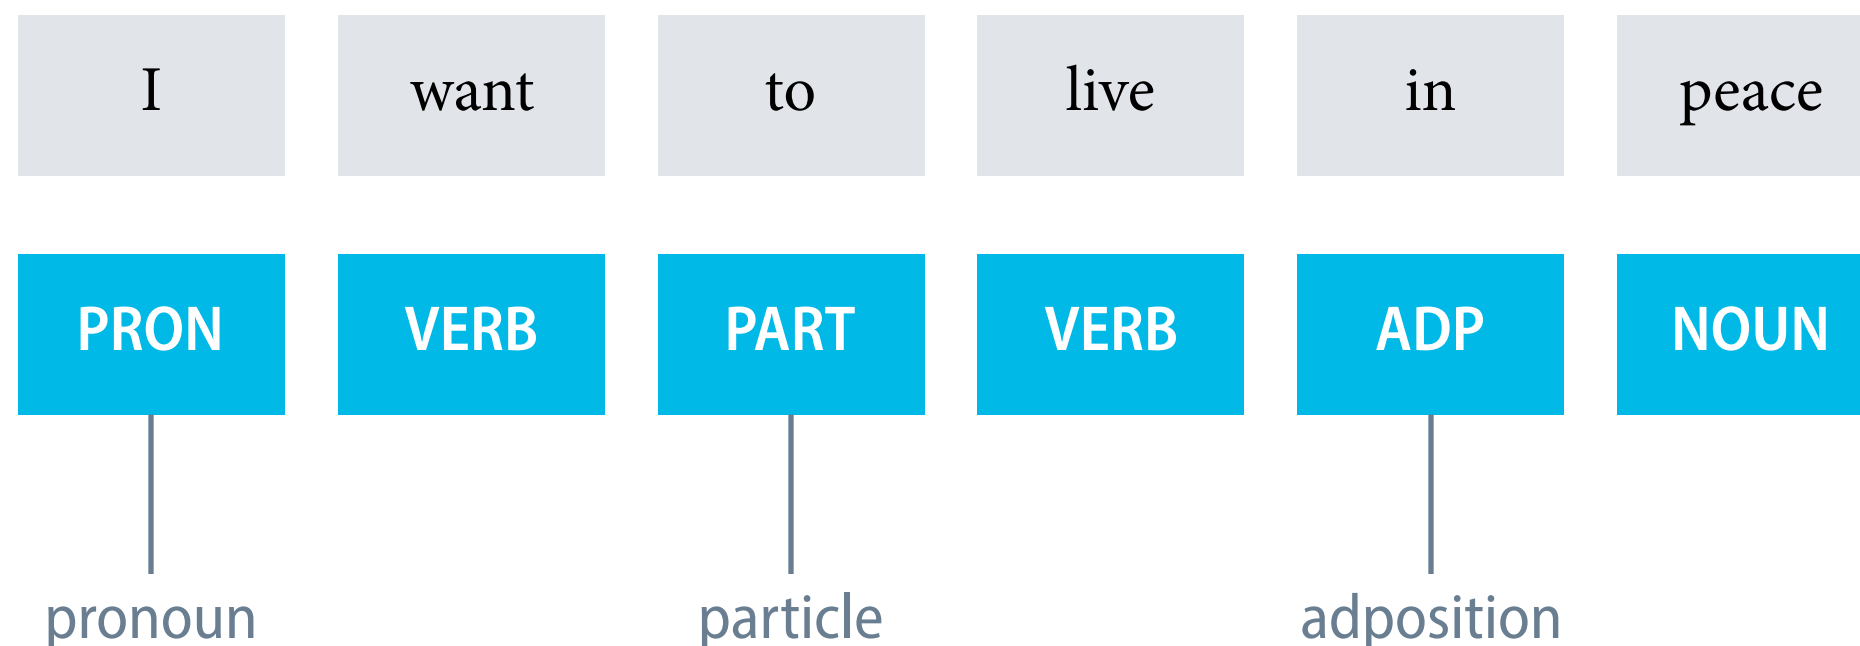 I want to live in peace
PRON VERB PART VERB ADP NOUN
pronoun particle adposition